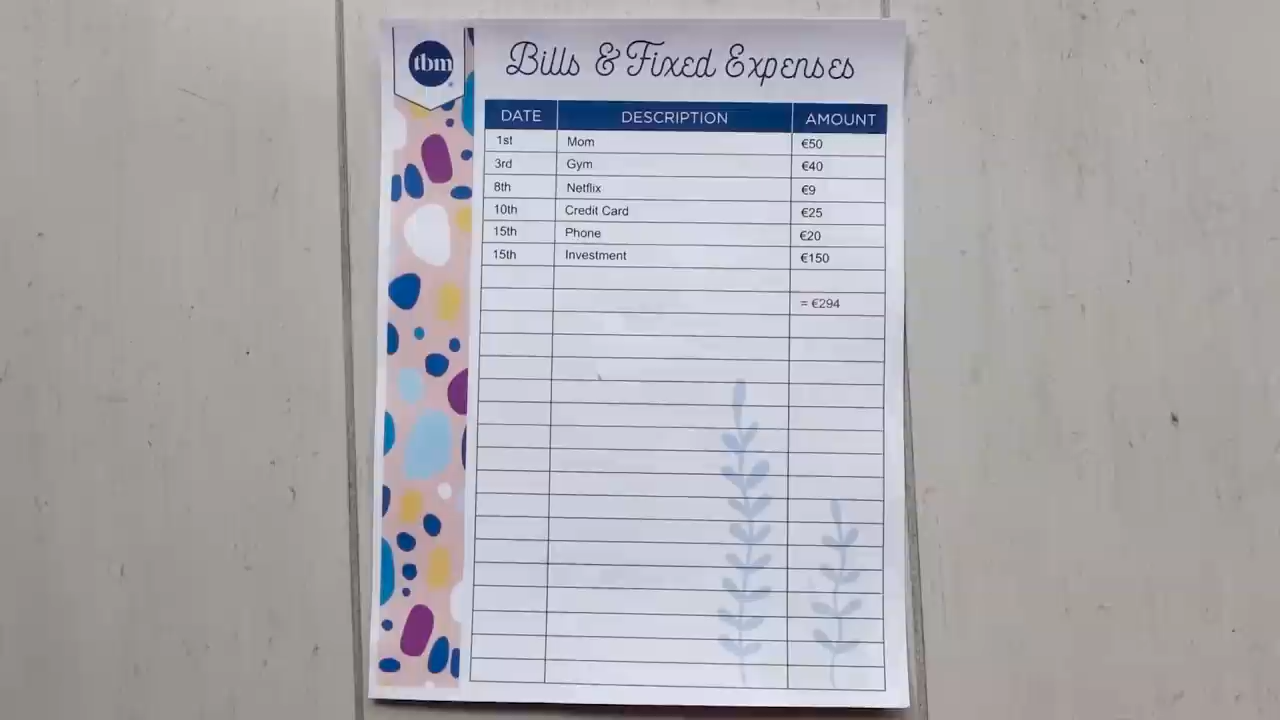 tbm
Bills & Fixed Expenses
DATE DESCRIPTION AMOUNT
1st Mom €50
3rd Gym €40
8th Netflix €9
10th Credit Card €25
15th Phone €20
15th Investment €150
= €294